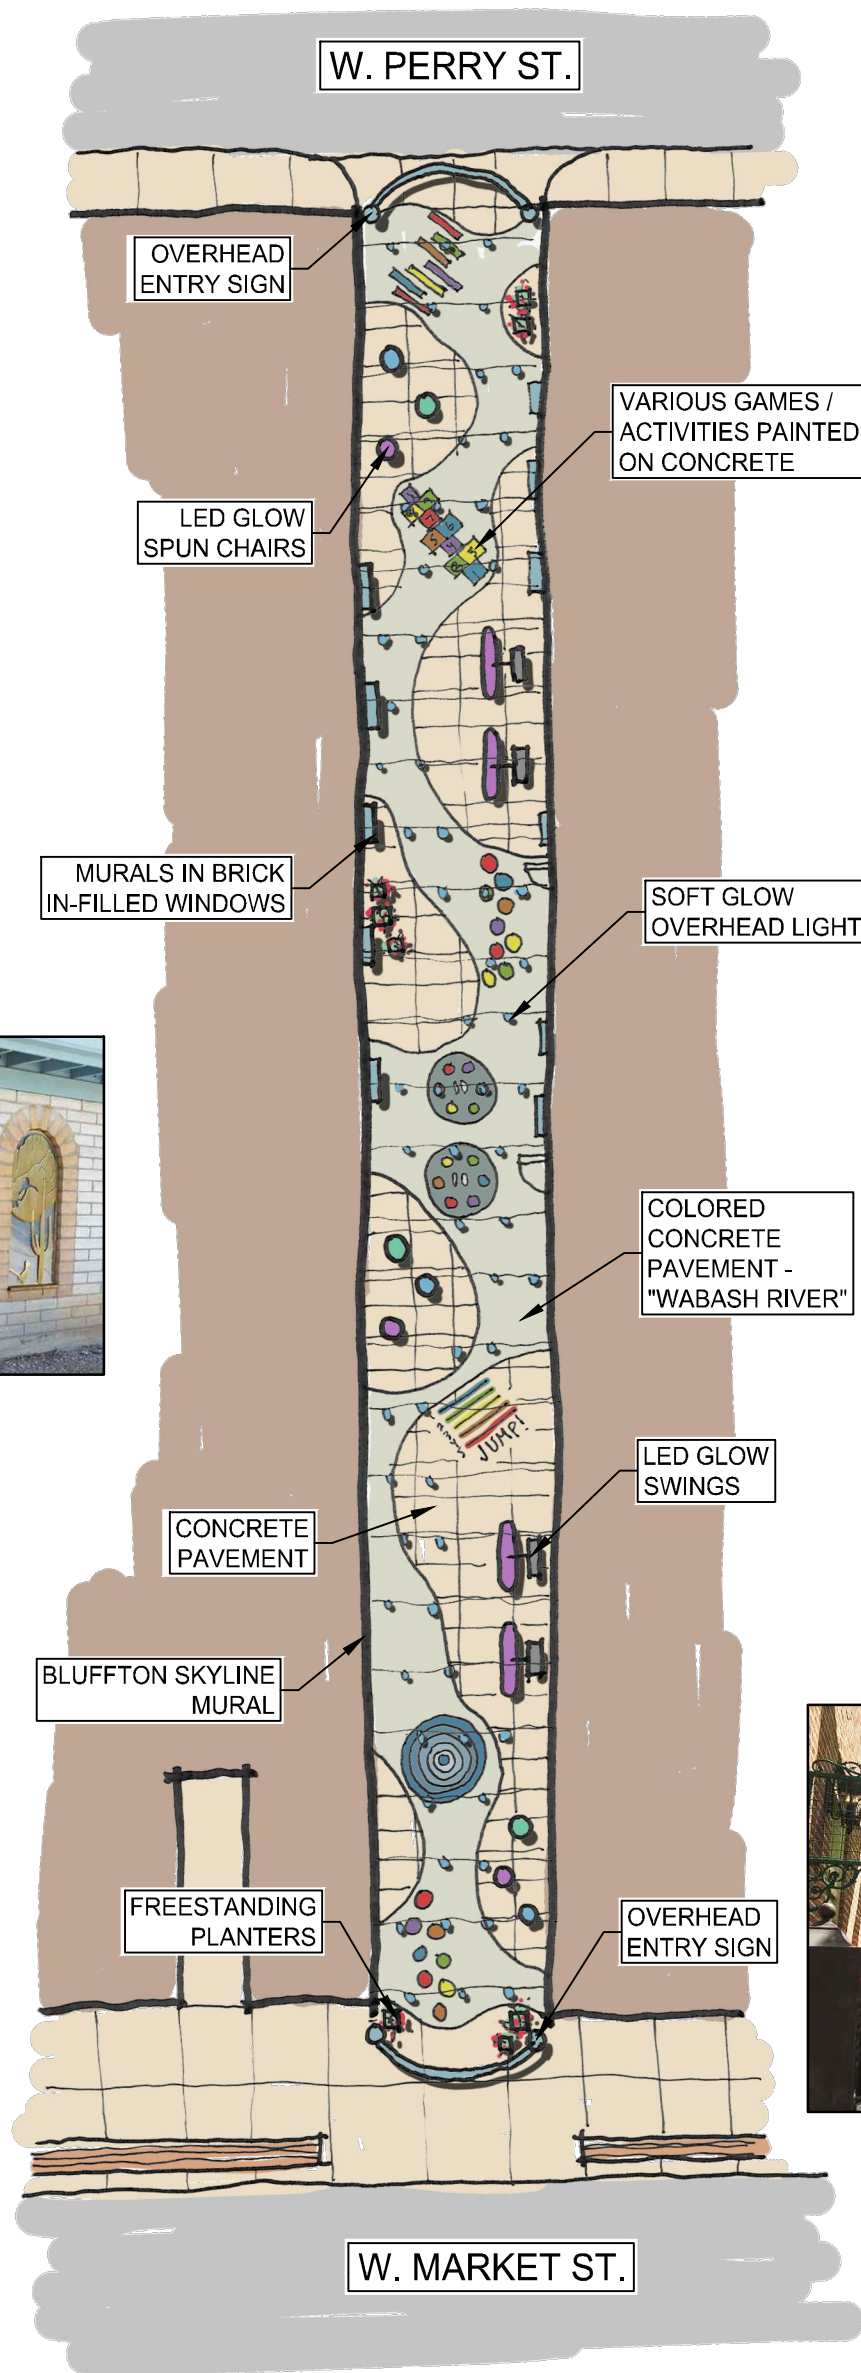 W. PERRY ST.
OVERHEAD
ENTRY SIGN
VARIOUS GAMES /
ACTIVITIES PAINTED
ON CONCRETE
LED GLOW
SPUN CHAIRS
MURALS IN BRICK
IN-FILLED WINDOWS
SOFT GLOW
OVERHEAD LIGHT
COLORED
CONCRETE
PAVEMENT -
"WABASH RIVER"
JUMP!
LED GLOW
SWINGS
CONCRETE
PAVEMENT
BLUFFTON SKYLINE
MURAL
FREESTANDING
PLANTERS
OVERHEAD
ENTRY SIGN
W. MARKET ST.